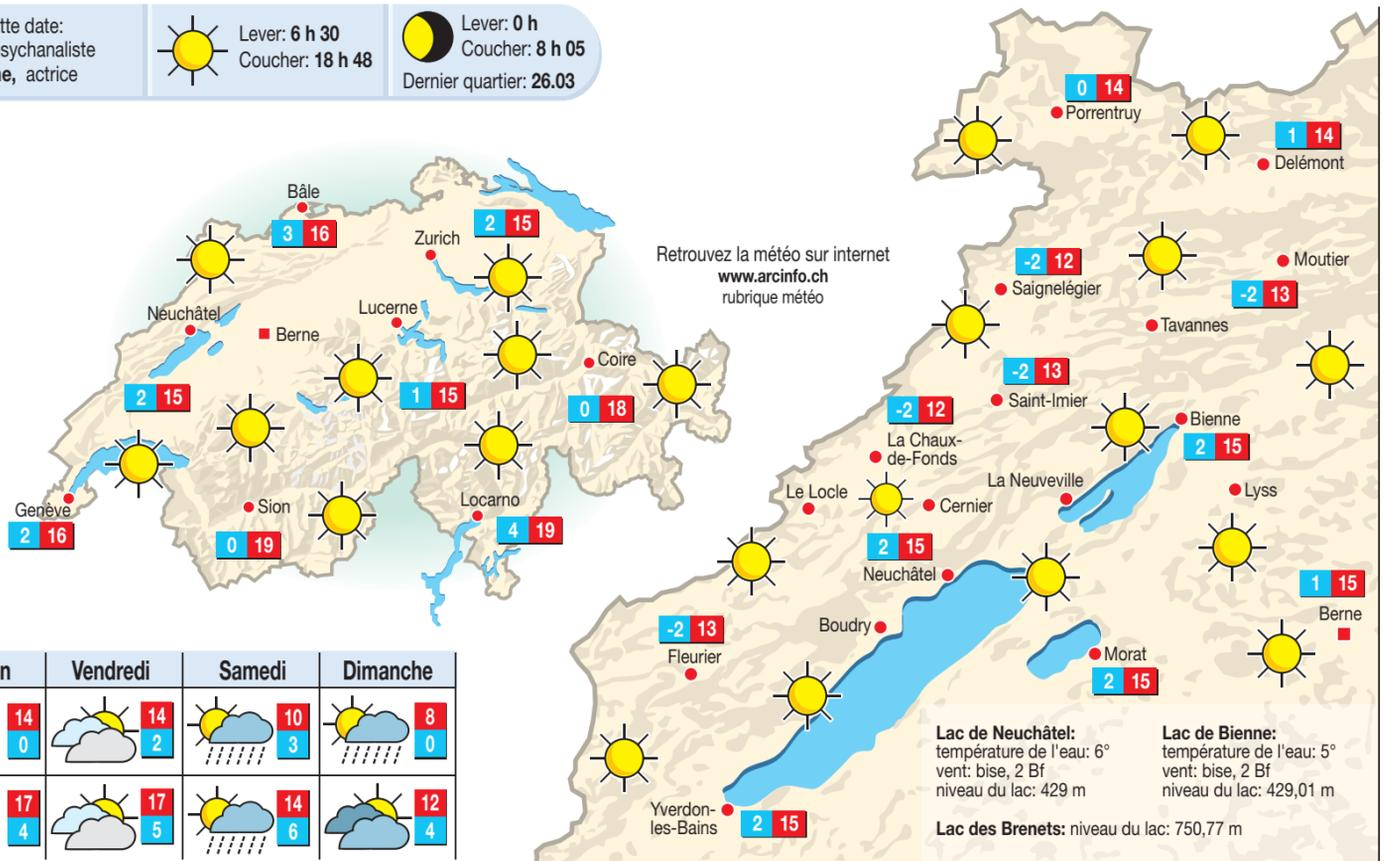 tte date:
sychanaliste
ne, actrice
Lever: 6 h 30
Coucher: 18 h 48
Lever: 0 h
Coucher: 8 h 05
Dernier quartier: 26.03
Bâle
3 16
2 15
Zurich
Neuchâtel
2 15
Berne
Lucerne
1 15
Coire
0 18
Genève
2 16
Sion
0 19
Locarno
4 19
Retrouvez la météo sur internet
www.arcinfo.ch
rubrique météo
0 14
Porrentruy
1 14
Delémont
-2 12
Saignelégier
Moutier
-2 13
Tavannes
-2 13
Saint-Imier
-2 12
La Chaux-
de-Fonds
Bienne
2 15
La Neuveville
Lyss
Le Locle
Cernier
2 15
Neuchâtel
1 15
Berne
Boudry
-2 13
Fleurier
Morat
2 15
Yverdon-
les-Bains
2 15
n
Vendredi
Samedi
Dimanche
14
0
14
2
10
3
8
0
17
4
17
5
14
6
12
4
Lac de Neuchâtel:
température de l'eau: 6°
vent: bise, 2 Bf
niveau du lac: 429 m
Lac de Bienne:
température de l'eau: 5°
vent: bise, 2 Bf
niveau du lac: 429,01 m
Lac des Brenets: niveau du lac: 750,77 m